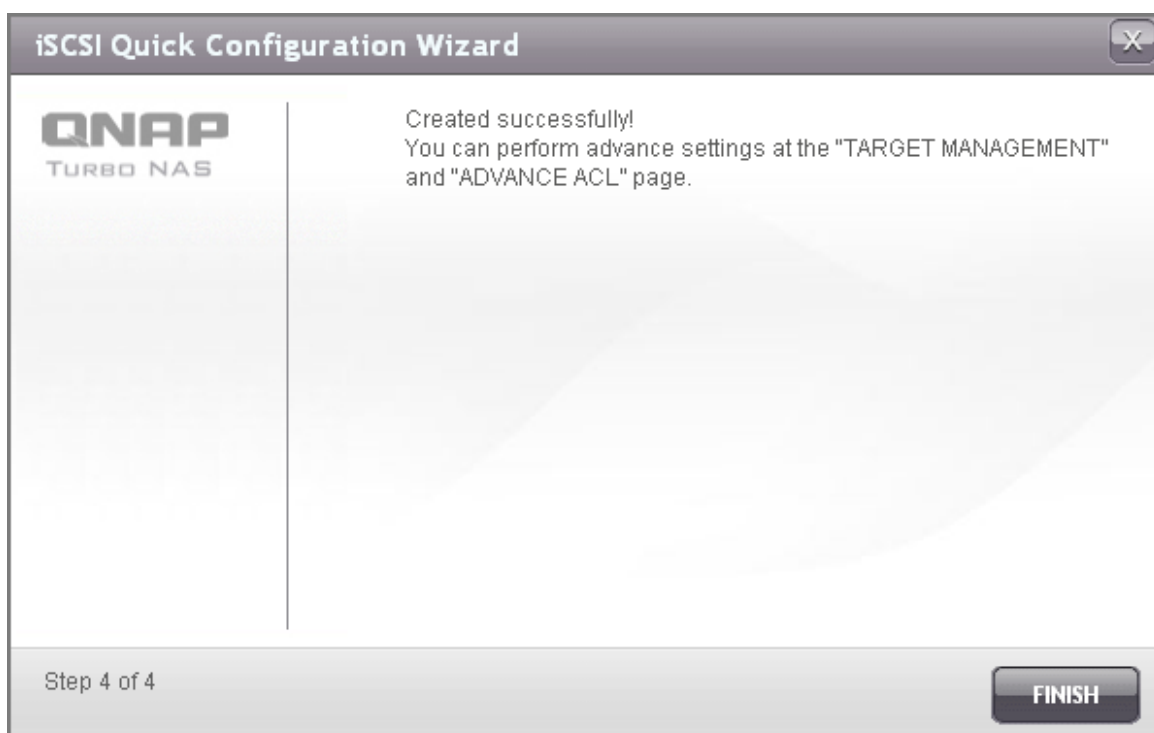 iSCSI Quick Configuration Wizard
X
QNAP
TURBO NAS
Created successfully!
You can perform advance settings at the "TARGET MANAGEMENT"
and "ADVANCE ACL" page.
Step 4 of 4
FINISH